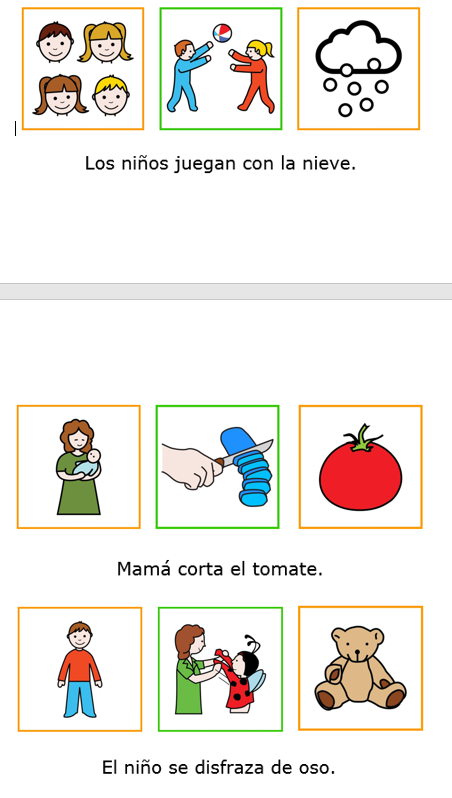 Los niños juegan con la nieve.
Mamá corta el tomate.
El niño se disfraza de oso.